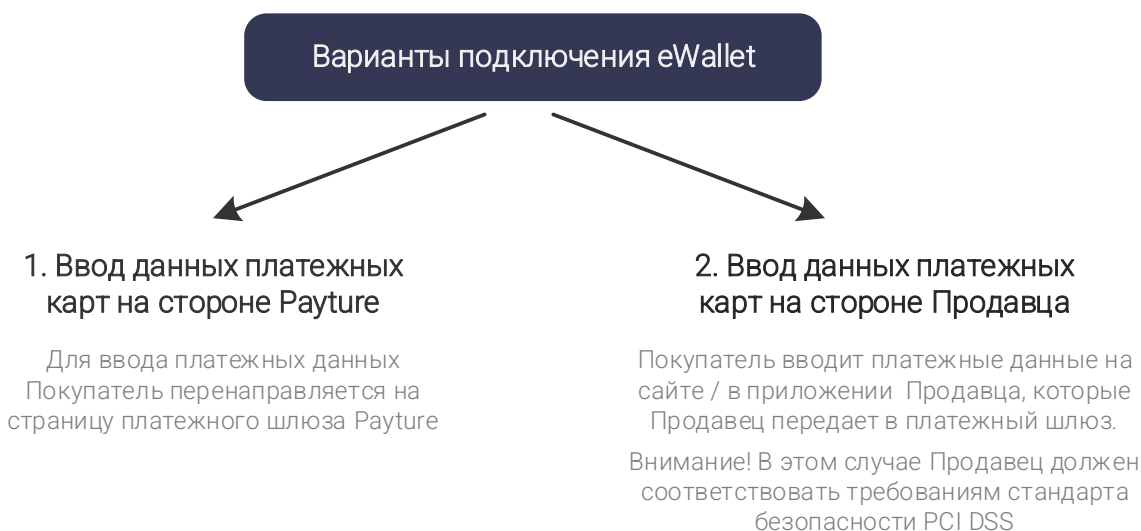 Варианты подключения eWallet
1. Ввод данных платежных
карт на стороне Payture
Для ввода платежных данных
Покупатель перенаправляется на
страницу платежного шлюза Payture
2. Ввод данных платежных
карт на стороне Продавца
Покупатель вводит платежные данные на
сайте / в приложении Продавца, которые
Продавец передает в платежный шлюз.
Внимание! В этом случае Продавец должен
соответствовать требованиям стандарта
безопасности PCI DSS